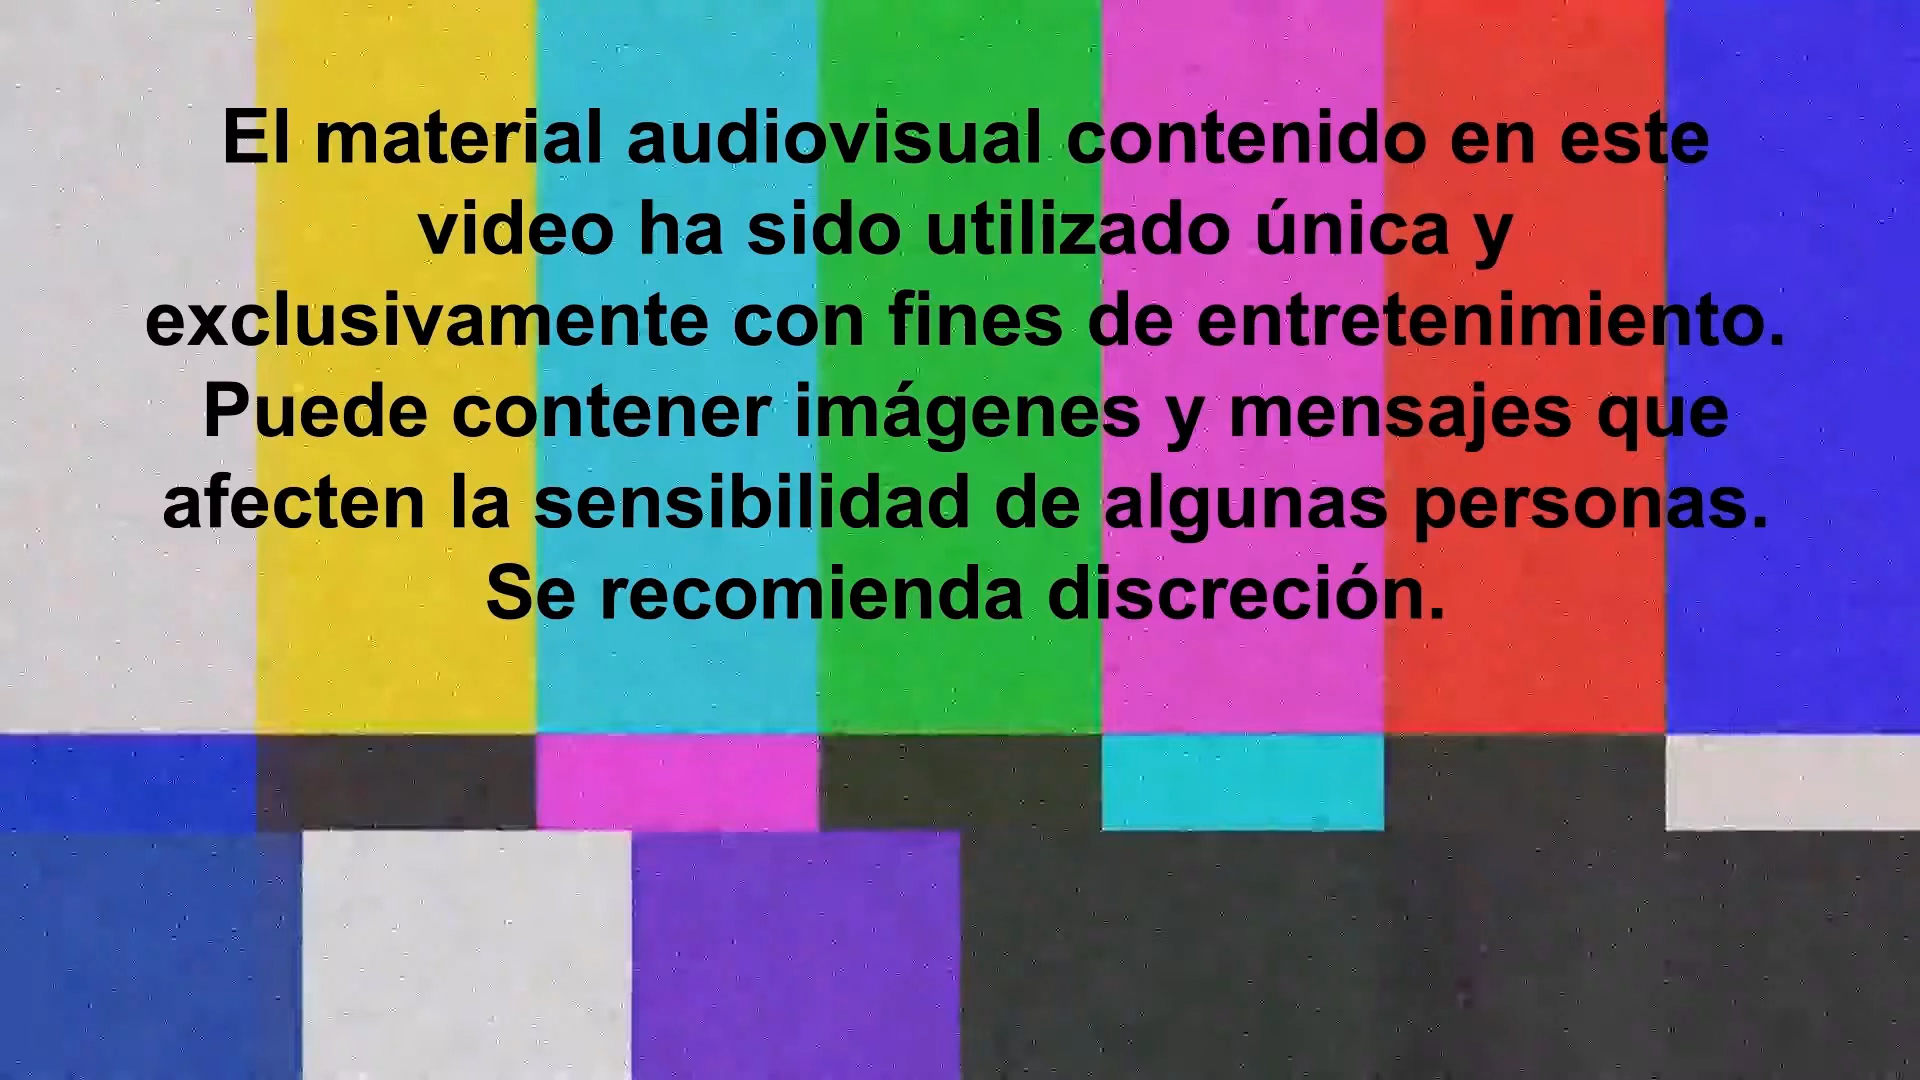 El material audiovisual contenido en este
video ha sido utilizado única y
exclusivamente con fines de entretenimiento.
Puede contener imágenes y mensajes que
afecten la sensibilidad de algunas personas.
Se recomienda discreción.